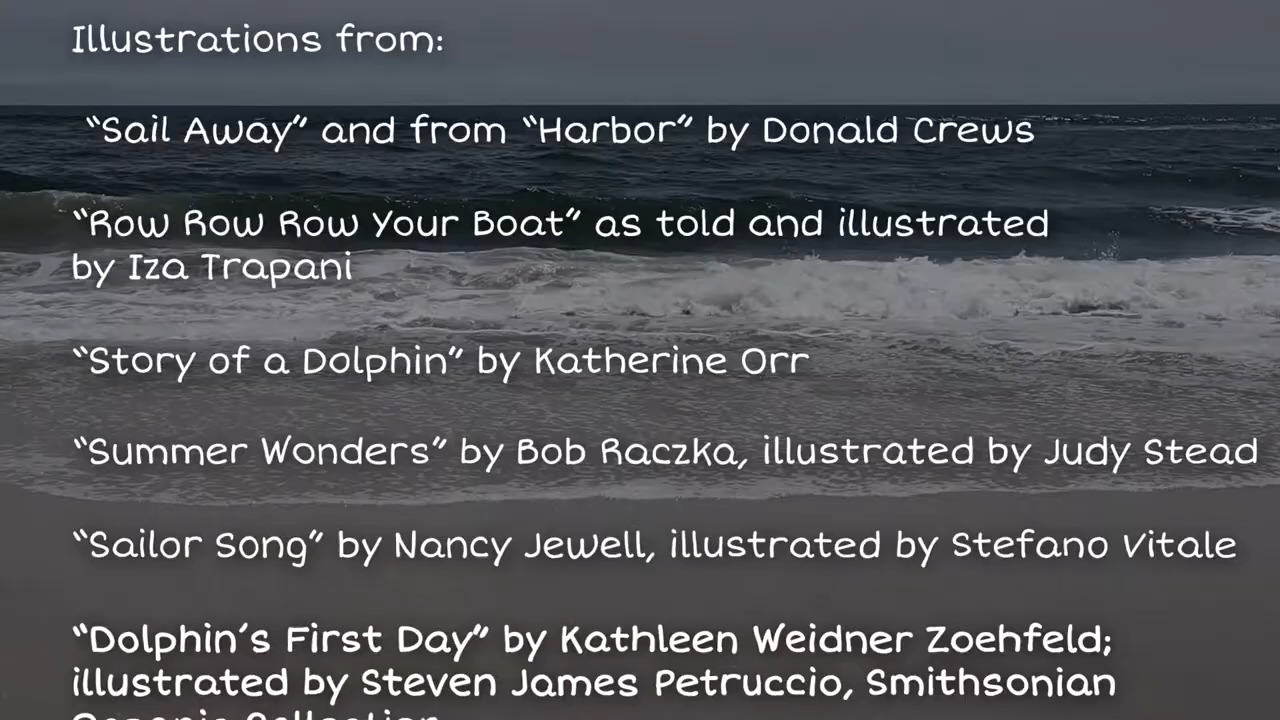 Illustrations from:
“Sail Away” and from “Harbor” by Donald Crews
“Row Row Row Your Boat” as told and illustrated
by Iza Trapani
“Story of a Dolphin” by Katherine Orr
“Summer Wonders” by Bob Raczka, illustrated by Judy Stead
“Sailor Song” by Nancy Jewell, illustrated by Stefano Vitale
“Dolphin’s First Day” by Kathleen Weidner Zoehfeld;
illustrated by Steven James Petruccio, Smithsonian